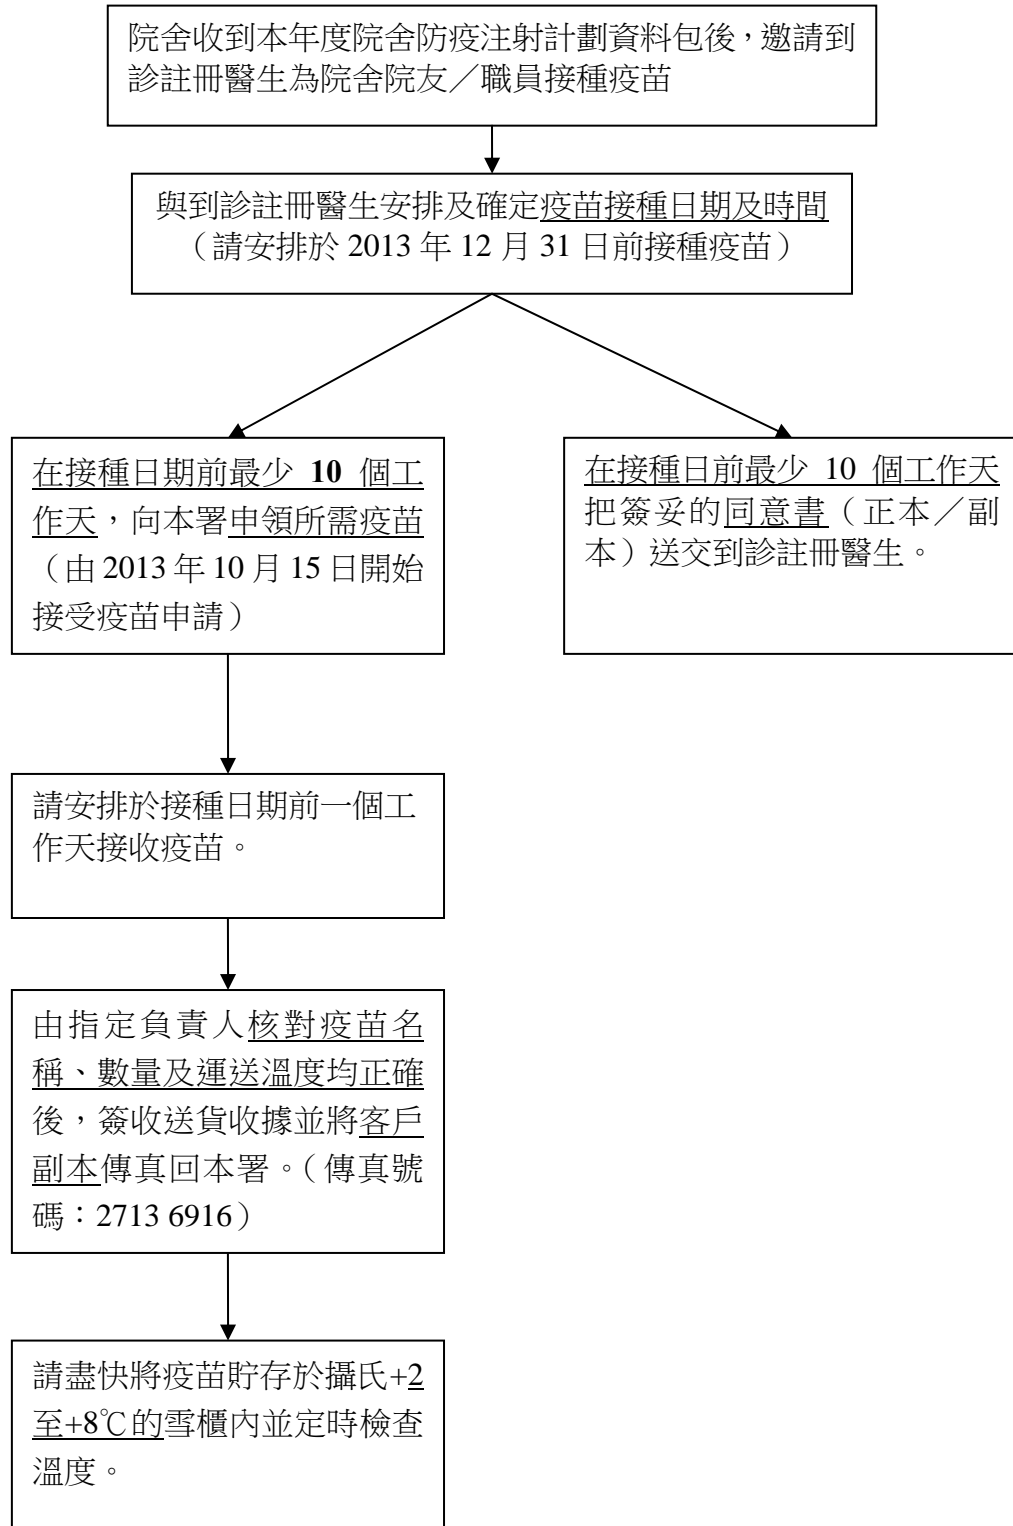 院舍收到本年度院舍防疫注射計劃資料包後，邀請到
診註冊醫生為院舍院友／職員接種疫苗
與到診註冊醫生安排及確定疫苗接種日期及時間
（請安排於 2013 年 12 月 31 日前接種疫苗）
在接種日期前最少 10 個工
作天，向本署申領所需疫苗
（由 2013 年 10 月 15 日開始
接受疫苗申請）
在接種日前最少 10 個工作天
把簽妥的同意書（正本／副
本）送交到診註冊醫生。
請安排於接種日期前一個工
作天接收疫苗。
由指定負責人核對疫苗名
稱、數量及運送溫度均正確
後，簽收送貨收據並將客戶
副本傳真回本署。（傳真號
碼：2713 6916）
請盡快將疫苗貯存於攝氏+2
至+8℃的雪櫃內並定時檢查
溫度。